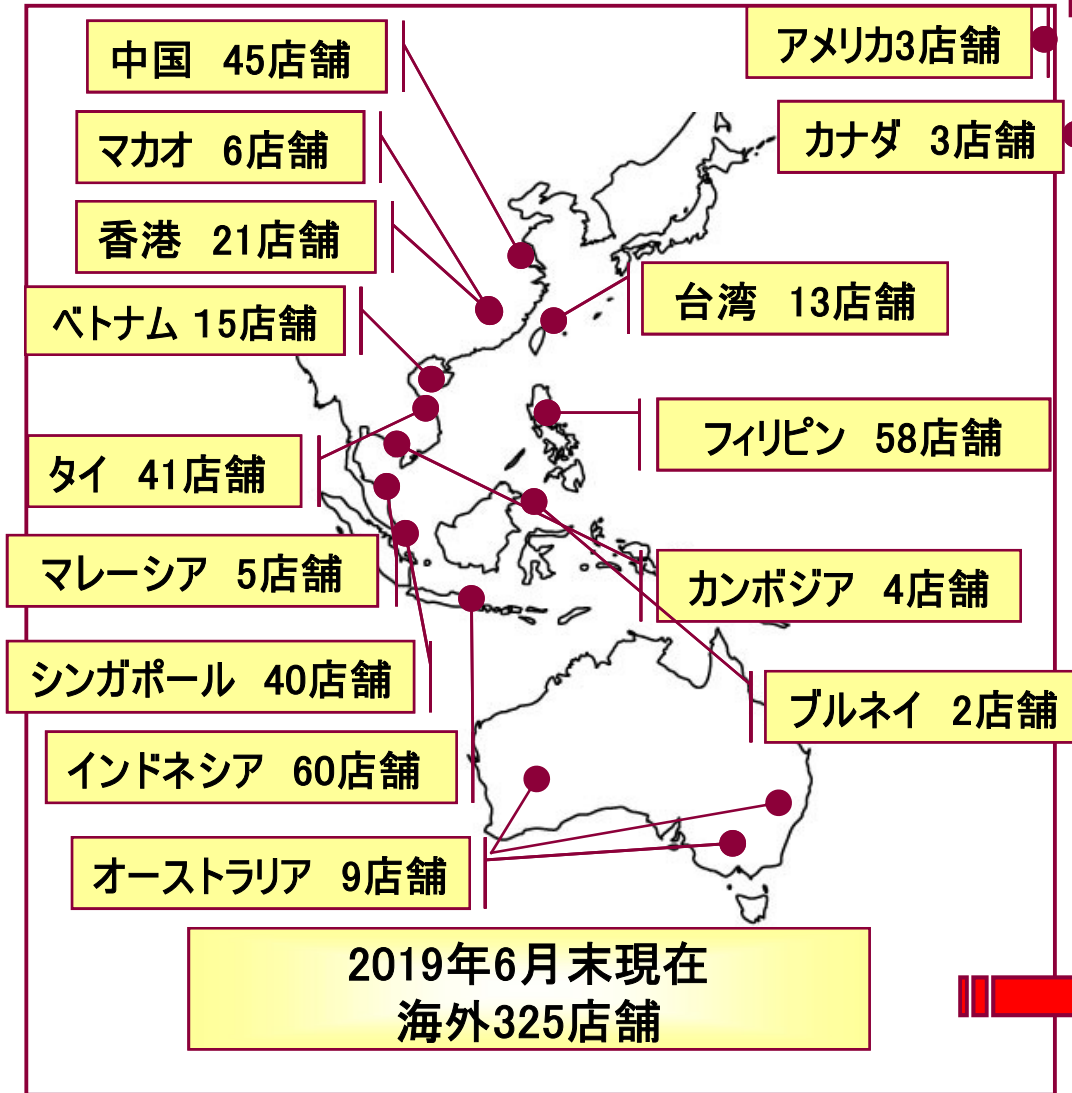 中国 45店舗
アメリカ3店舗
マカオ 6店舗
カナダ 3店舗
香港 21店舗
台湾 13店舗
ベトナム 15店舗
フィリピン 58店舗
タイ 41店舗
マレーシア 5店舗
カンボジア 4店舗
シンガポール 40店舗
ブルネイ 2店舗
インドネシア 60店舗
オーストラリア 9店舗
2019年6月末現在
海外325店舗